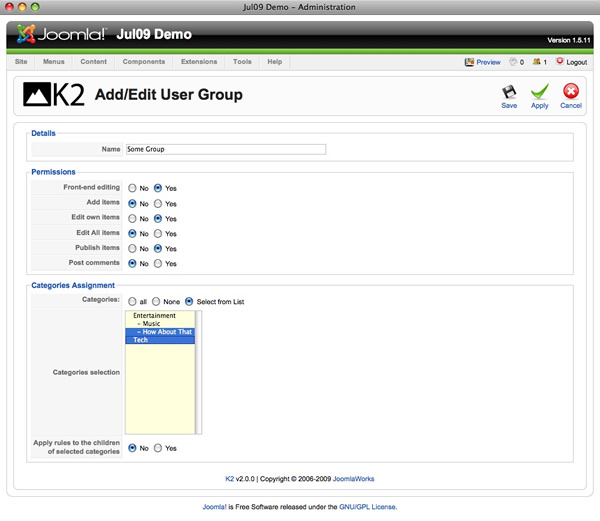 Jul09 Demo - Administration
Joomla! Jul09 Demo
Version 1.5.11
Site Menus Content Components Extensions Tools Help Preview 0 1 Logout
K2 Add/Edit User Group
Save Apply Cancel
Details
Name Some Group
Permissions
Front-end editing No Yes
Add items No Yes
Edit own items No Yes
Edit All items No Yes
Publish items No Yes
Post comments No Yes
Categories Assignment
Categories: all None Select from List
Entertainment
- Music
- How About That
Tech
Categories selection
Apply rules to the children
of selected categories No Yes
K2 v2.0.0 | Copyright © 2006-2009 JoomlaWorks
Joomla! is Free Software released under the GNU/GPL License.